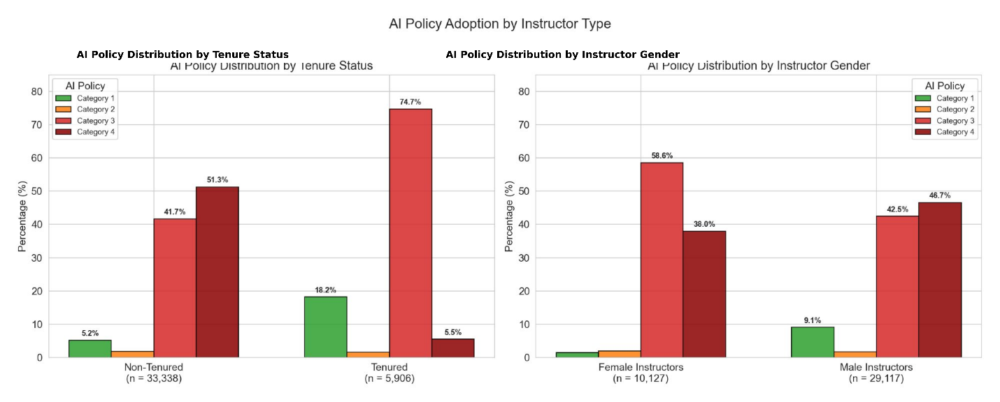 AI Policy Adoption by Instructor Type
AI Policy Distribution by Tenure Status
AI Policy Distribution by Tenure Status
AI Policy
Category 1
Category 2
Category 3
Category 4
Percentage (%)
80
70
60
50
40
30
20
10
0
5.2%
41.7%
51.3%
18.2%
74.7%
5.5%
Non-Tenured
(n = 33,338)
Tenured
(n = 5,906)
AI Policy Distribution by Instructor Gender
AI Policy Distribution by Instructor Gender
AI Policy
Category 1
Category 2
Category 3
Category 4
Percentage (%)
80
70
60
50
40
30
20
10
0
58.6%
38.0%
9.1%
42.5%
46.7%
Female Instructors
(n = 10,127)
Male Instructors
(n = 29,117)